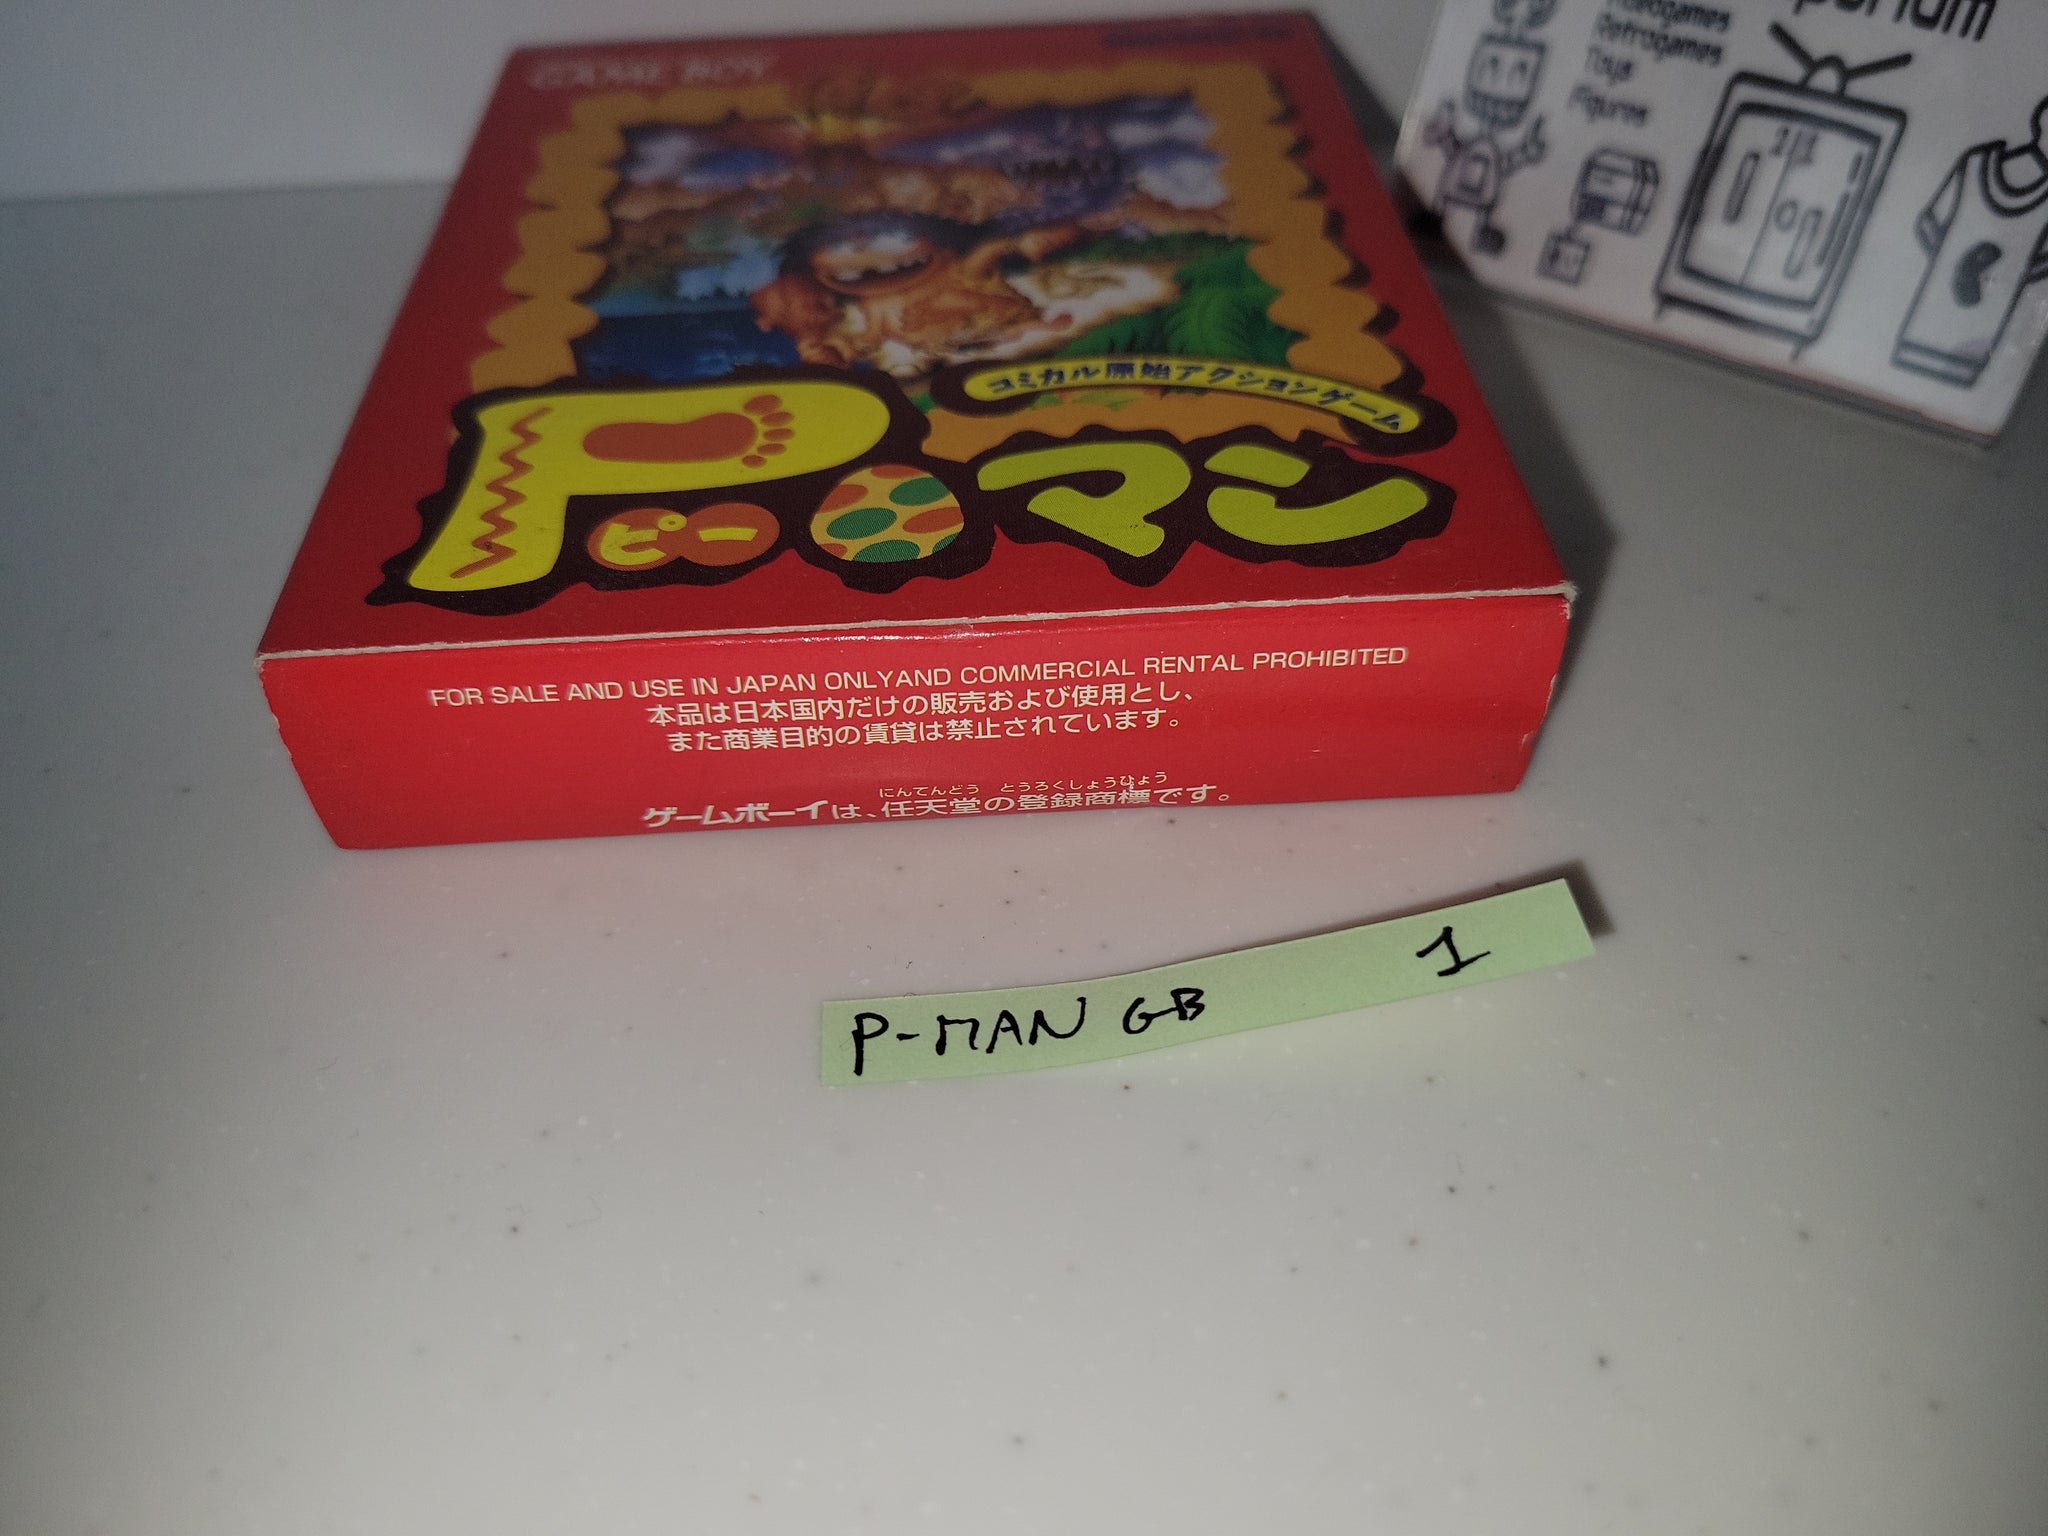 GAME BOY
コミカル原始アクションゲーム
P マン
ピー
FOR SALE AND USE IN JAPAN ONLYAND COMMERCIAL RENTAL PROHIBITED
本品は日本国内だけの販売および使用とし、
また商業目的の賃貸は禁止されています。
にんてんどう とうろくしょうひょう
ゲームボーイは、任天堂の登録商標です。
P-MAN GB 1
Retrogames
Toys
Figures